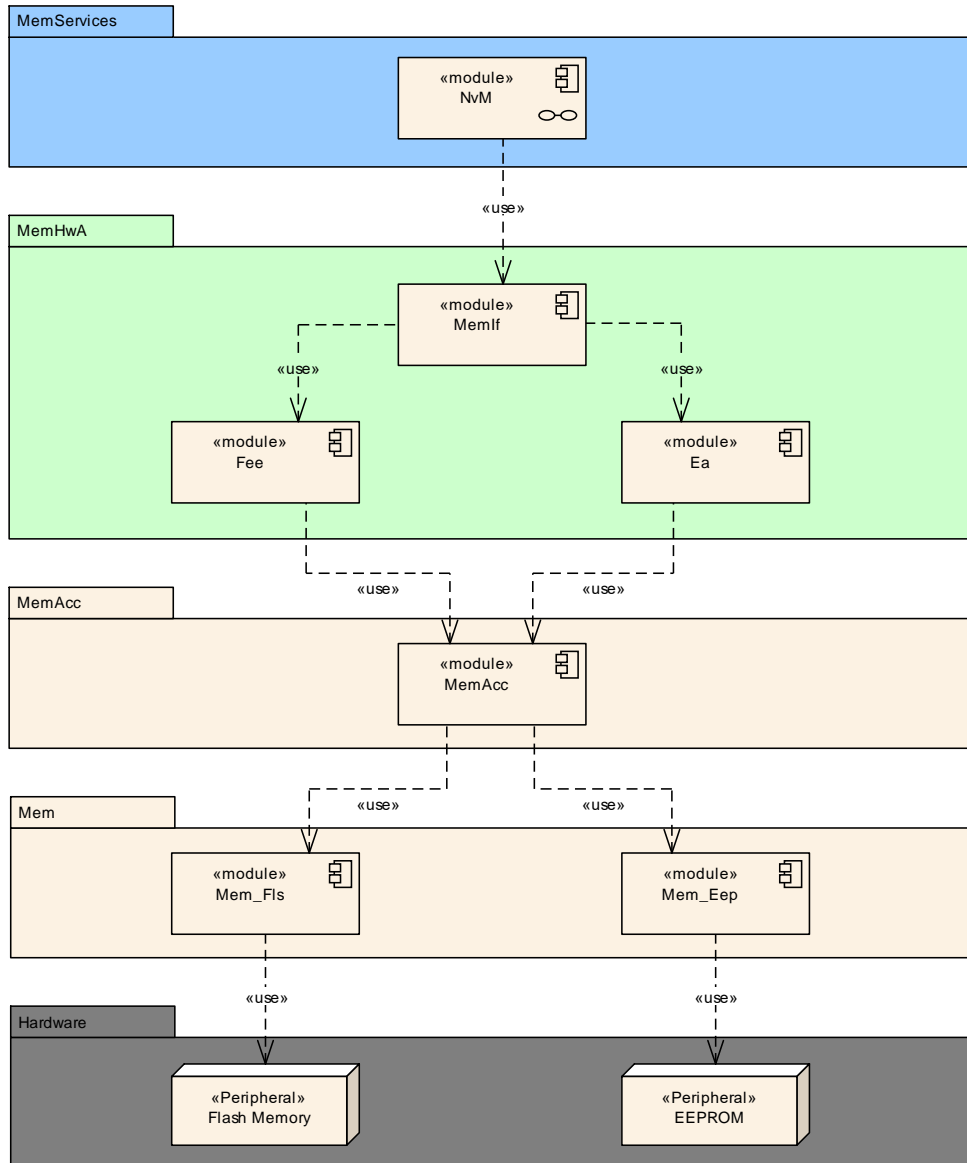 MemServices
«module»
NvM
«use»
MemHwA
«module»
MemIf
«use»
«use»
«module»
Fee
«module»
Ea
«use»
«use»
MemAcc
«module»
MemAcc
«use»
«use»
Mem
«module»
Mem_Fls
«module»
Mem_Eep
«use»
«use»
Hardware
«Peripheral»
Flash Memory
«Peripheral»
EEPROM